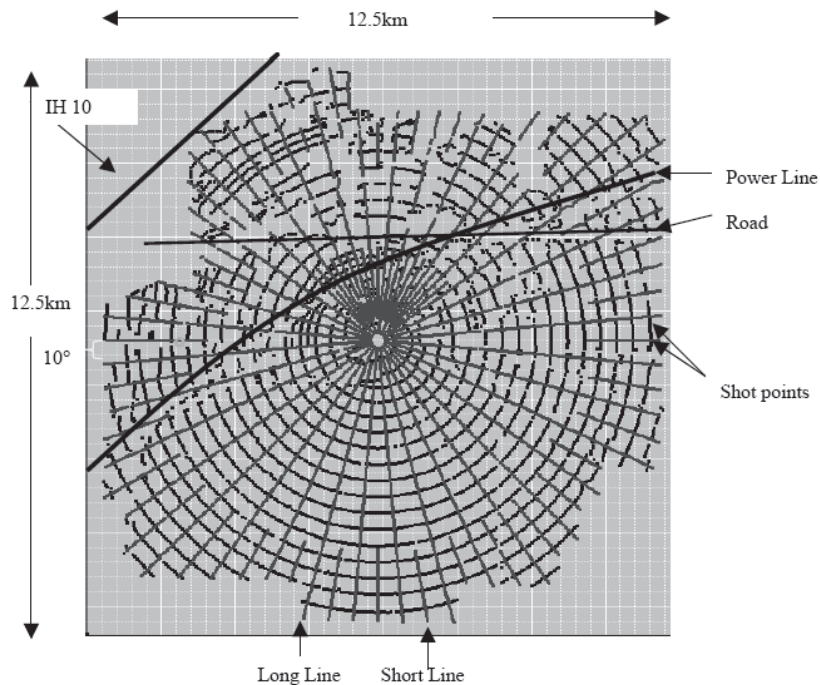 12.5km
IH 10
Power Line
Road
12.5km
10°
Shot points
Long Line
Short Line